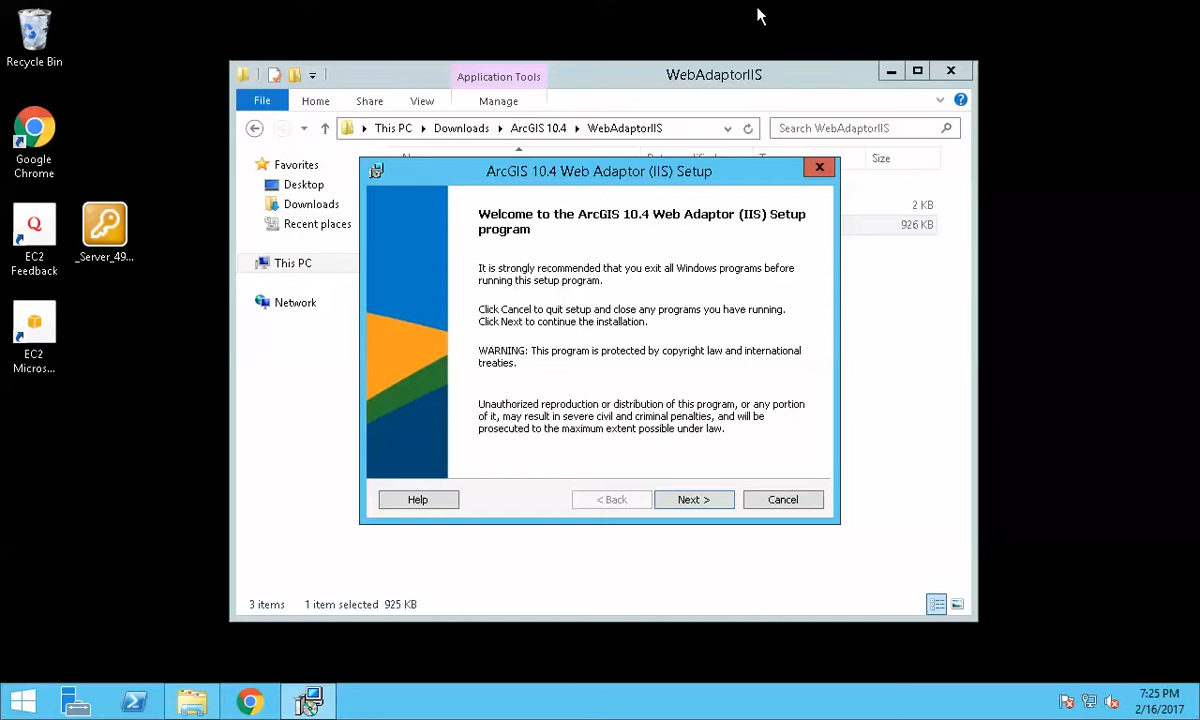 Recycle Bin
Google
Chrome
EC2
Feedback
_Server_49...
EC2
Micros...
Application Tools
WebAdaptorIIS
File
Home
Share
View
Manage
This PC
Downloads
ArcGIS 10.4
WebAdaptorIIS
Search WebAdaptorIIS
Size
Favorites
Desktop
Downloads
Recent places
This PC
Network
2 KB
926 KB
ArcGIS 10.4 Web Adaptor (IIS) Setup
Welcome to the ArcGIS 10.4 Web Adaptor (IIS) Setup
program
It is strongly recommended that you exit all Windows programs before
running this setup program.
Click Cancel to quit setup and close any programs you have running.
Click Next to continue the installation.
WARNING: This program is protected by copyright law and international
treaties.
Unauthorized reproduction or distribution of this program, or any portion
of it, may result in severe civil and criminal penalties, and will be
prosecuted to the maximum extent possible under law.
Help
< Back
Next >
Cancel
3 items
1 item selected 925 KB
7:25 PM
2/16/2017